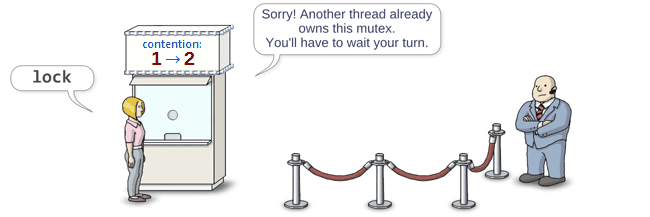 Sorry! Another thread already
owns this mutex.
You'll have to wait your turn.
contention:
1 → 2
lock